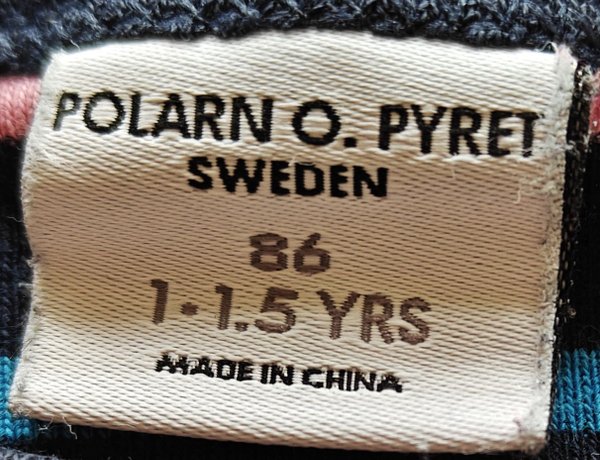 POLARN O. PYRET
SWEDEN
86
1 • 1.5 YRS
MADE IN CHINA